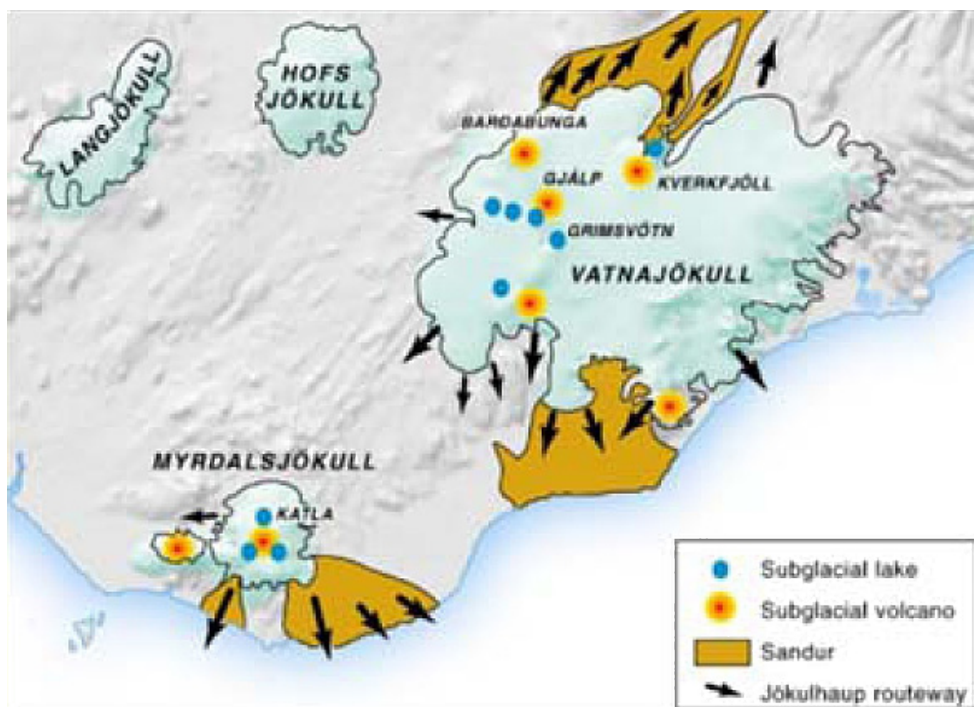 LANGJÖKULL
HOFS
JÖKULL
BARDABUNGA
GJÁLP
KVERKFJÖLL
GRIMSVÖTN
VATNAJÖKULL
MYRDALSJÖKULL
KATLA
Subglacial lake
Subglacial volcano
Sandur
Jökulhaup routeway